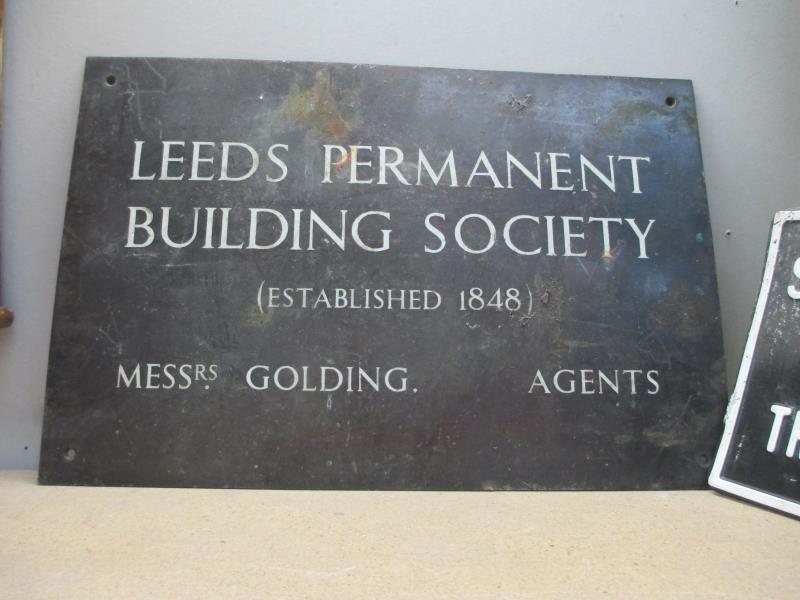 LEEDS PERMANENT
BUILDING SOCIETY
(ESTABLISHED 1848)
MESSRS. GOLDING. AGENTS